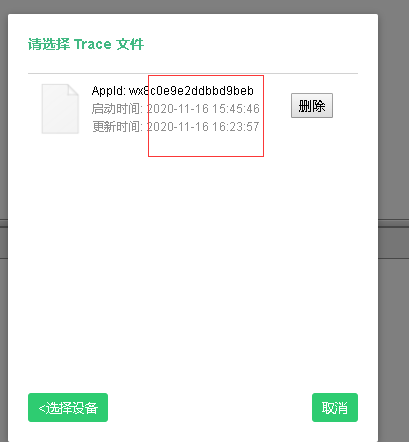 请选择 Trace 文件
AppId: wx8c0e9e2ddbbd9beb
启动时间: 2020-11-16 15:45:46
更新时间: 2020-11-16 16:23:57
删除
<选择设备
取消